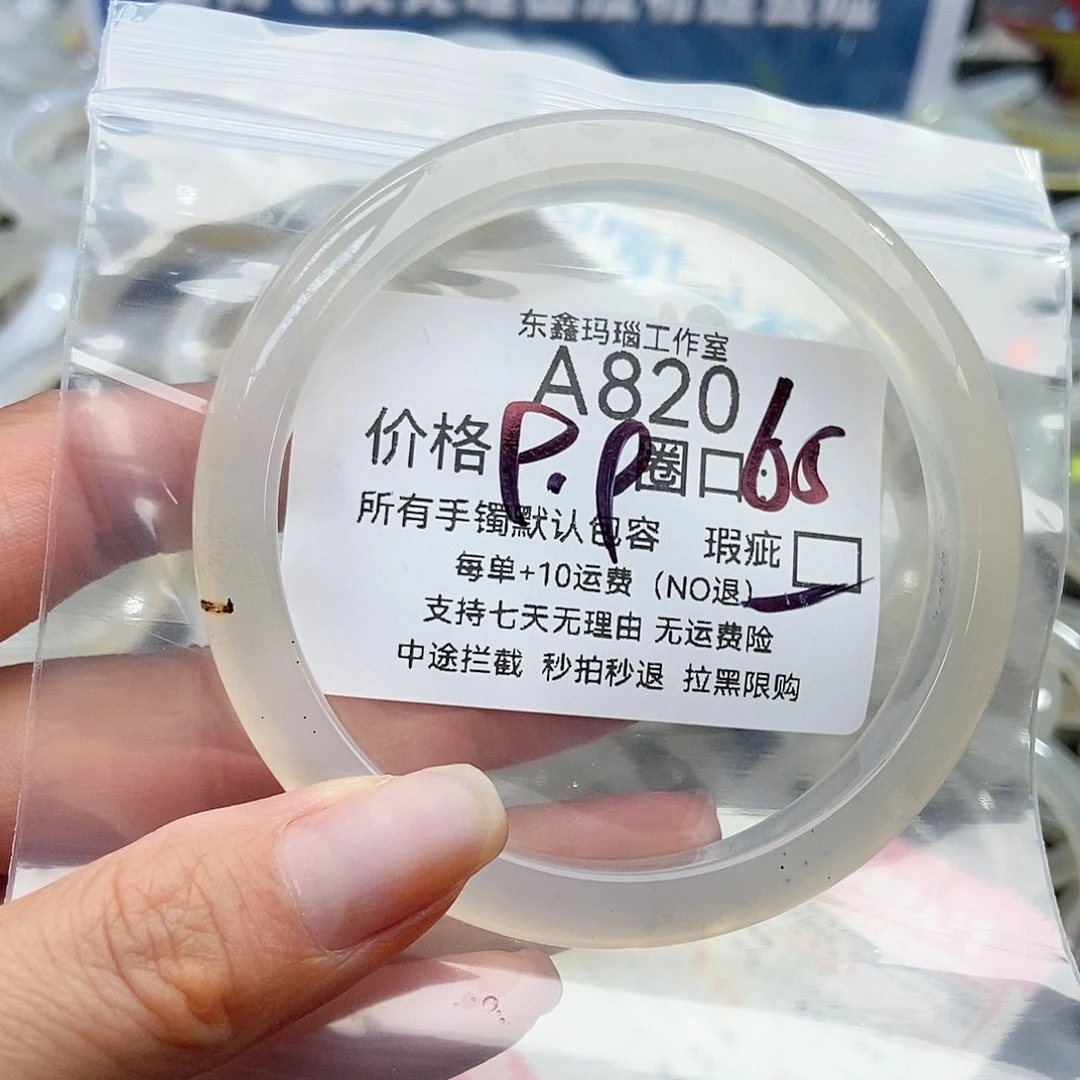 东鑫玛瑙工作室
A820
价格 P.P 圈口 60
所有手镯默认包容 瑕疵
每单+10运费（NO退）
支持七天无理由 无运费险
中途拦截 秒拍秒退 拉黑限购